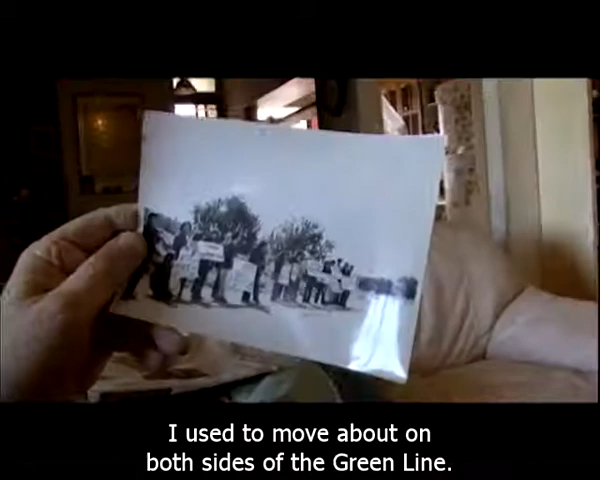 I used to move about on
both sides of the Green Line.